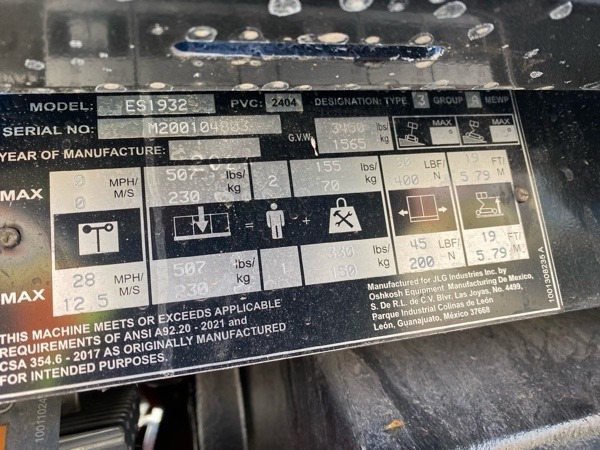 MODEL: ES1932 PVC: 2404 DESIGNATION: TYPE 3 GROUP A MEWP
SERIAL NO: G.V.W. 3450 lbs 1565 kg MAX ° MAX °
YEAR OF MANUFACTURE:
MAX 0 MPH/ 0 M/S 507 lbs/ 230 kg 2 155 lbs/ 70 kg LBF/ 400 N 19 FT/ 5.79 M
= +
MAX 28 MPH/ 12.5 M/S 507 lbs/ 230 kg 1 330 lbs/ 150 kg 45 LBF/ 200 N 19 FT/ 5.79 M
THIS MACHINE MEETS OR EXCEEDS APPLICABLE
REQUIREMENTS OF ANSI A92.20 - 2021 and
CSA 354.6 - 2017 AS ORIGINALLY MANUFACTURED
FOR INTENDED PURPOSES.
Manufactured for JLG Industries Inc. by
Oshkosh Equipment Manufacturing De Mexico,
S. De R.L. de C.V. Blvr. Las Joyas, No. 4499,
Parque Industrial Colinas de León
León, Guanajuato, México 37668
1001308235 A